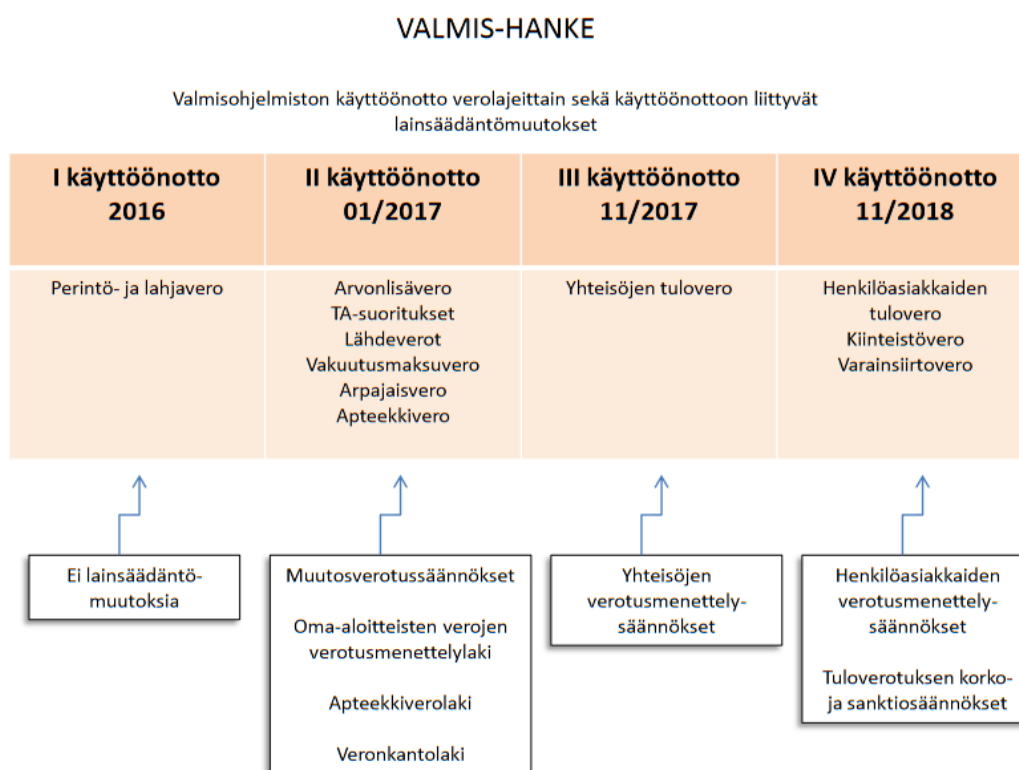 VALMIS-HANKE
Valmisohjelmiston käyttöönotto verolajeittain sekä käyttöönottoon liittyvät
lainsäädäntömuutokset
I käyttöönotto
2016
II käyttöönotto
01/2017
III käyttöönotto
11/2017
IV käyttöönotto
11/2018
Perintö- ja lahjavero
Arvonlisävero
TA-suoritukset
Lähdeverot
Vakuutusmaksuvero
Arpajaisvero
Apteekkivero
Yhteisöjen tulovero
Henkilöasiakkaiden
tulovero
Kiinteistövero
Varainsiirtovero
Ei lainsäädäntö-
muutoksia
Muutosverotussäännökset
Oma-aloitteisten verojen
verotusmenettelylaki
Apteekkiverolaki
Veronkantolaki
Yhteisöjen
verotusmenettely-
säännökset
Henkilöasiakkaiden
verotusmenettely-
säännökset
Tuloverotuksen korko-
ja sanktiosäännökset